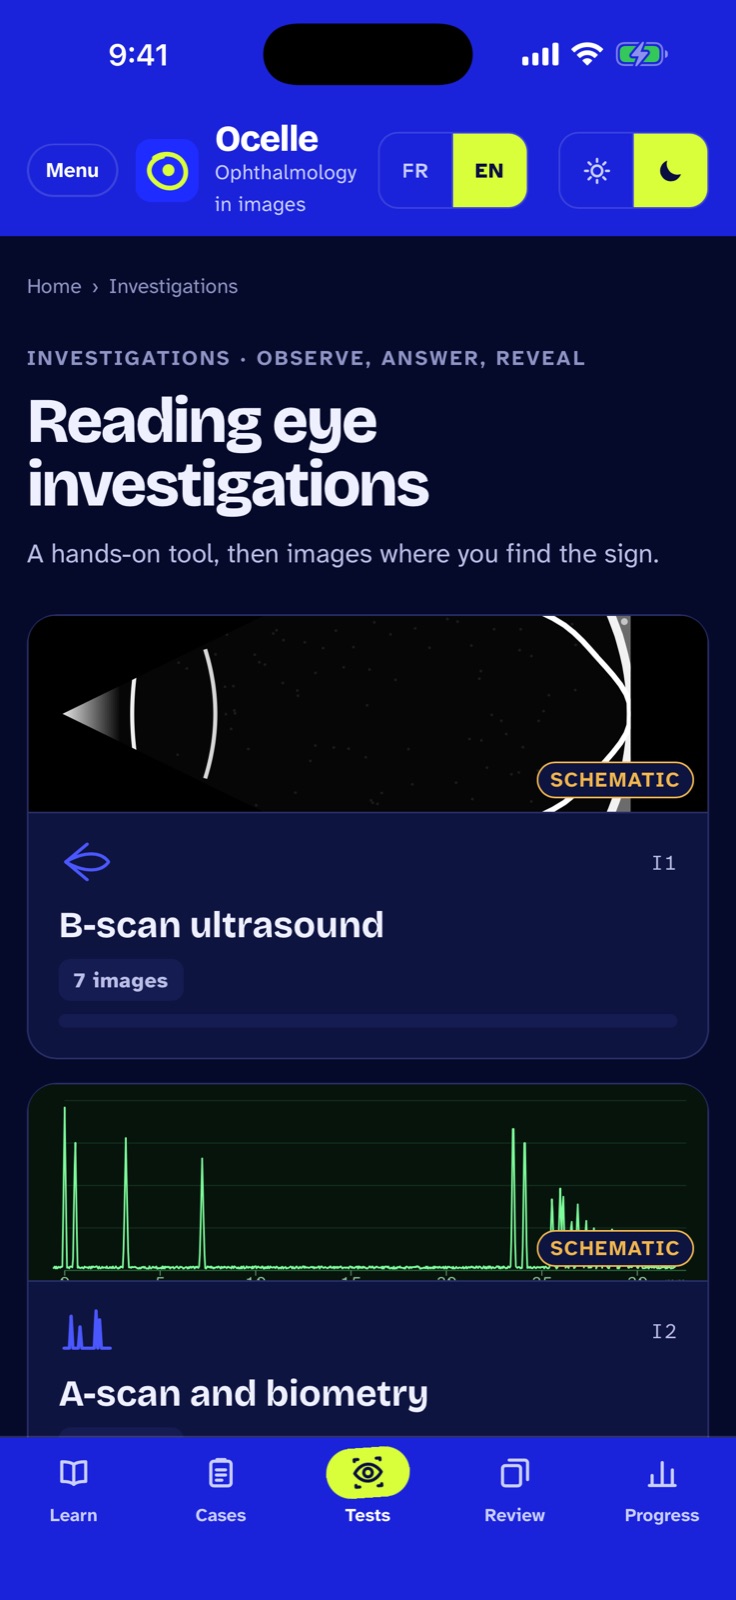 9:41
Menu
Ocelle
Ophthalmology
in images
FR
EN
Home › Investigations
INVESTIGATIONS · OBSERVE, ANSWER, REVEAL
Reading eye
investigations
A hands-on tool, then images where you find the sign.
SCHEMATIC
I1
B-scan ultrasound
7 images
SCHEMATIC
I2
A-scan and biometry
Learn
Cases
Tests
Review
Progress